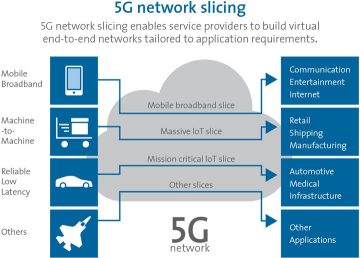 5G network slicing
5G network slicing enables service providers to build virtual
end-to-end networks tailored to application requirements.
Mobile
Broadband
Mobile broadband slice
Communication
Entertainment
Internet
Machine
-to-
Machine
Massive IoT slice
Retail
Shipping
Manufacturing
Reliable
Low
Latency
Mission critical IoT slice
Automotive
Medical
Infrastructure
Others
Other slices
Other
Applications
5G
network